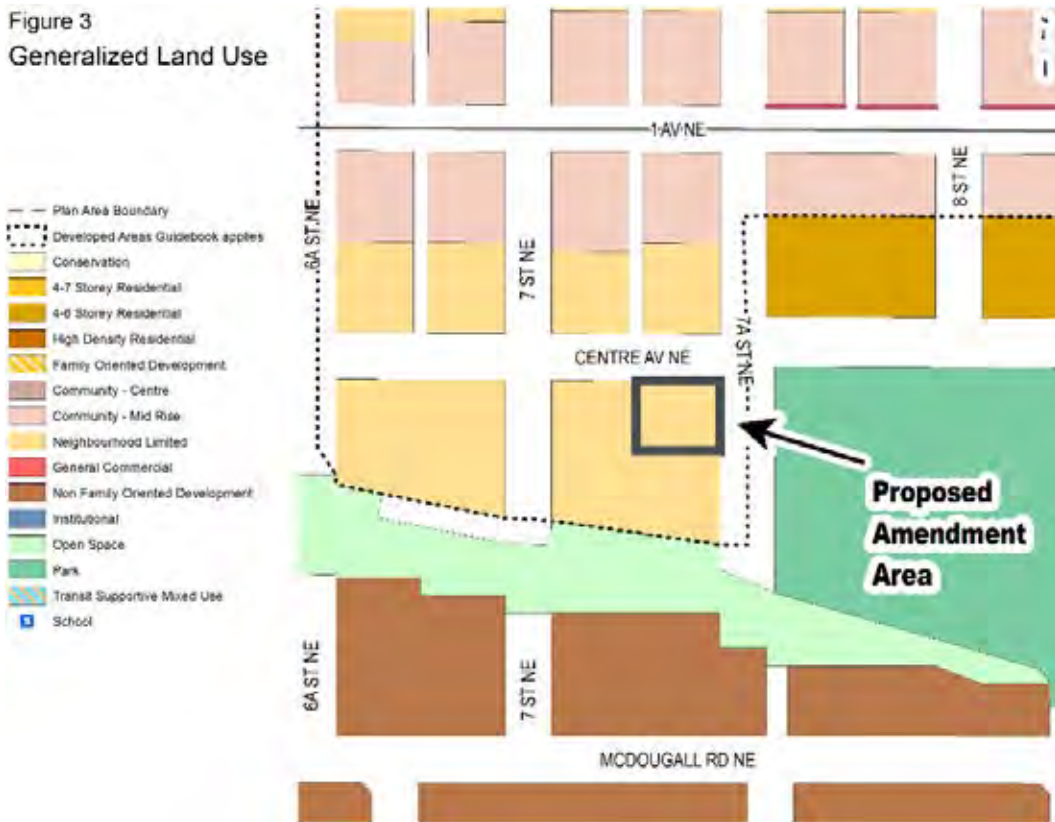 Figure 3
Generalized Land Use
Plan Area Boundary
Developed Areas Guidebook applies
Conservation
4-7 Storey Residential
4-6 Storey Residential
High Density Residential
Family Oriented Development
Community - Centre
Community - Mid Rise
Neighbourhood Limited
General Commercial
Non Family Oriented Development
Institutional
Open Space
Park
Transit Supportive Mixed Use
S School
1 AV NE
6A ST NE
7 ST NE
8 ST NE
7A ST NE
CENTRE AV NE
Proposed
Amendment
Area
6A ST NE
7 ST NE
MCDOUGALL RD NE